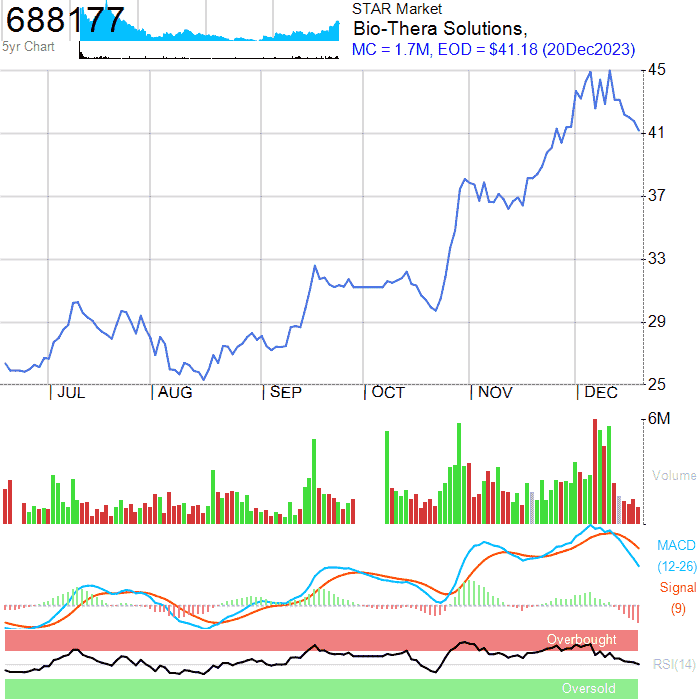 688177
5yr Chart
STAR Market
Bio-Thera Solutions,
MC = 1.7M, EOD = $41.18 (20Dec2023)
45
41
37
33
29
25
JUL
AUG
SEP
OCT
NOV
DEC
6M
Volume
MACD
(12-26)
Signal
(9)
Overbought
RSI(14)
Oversold